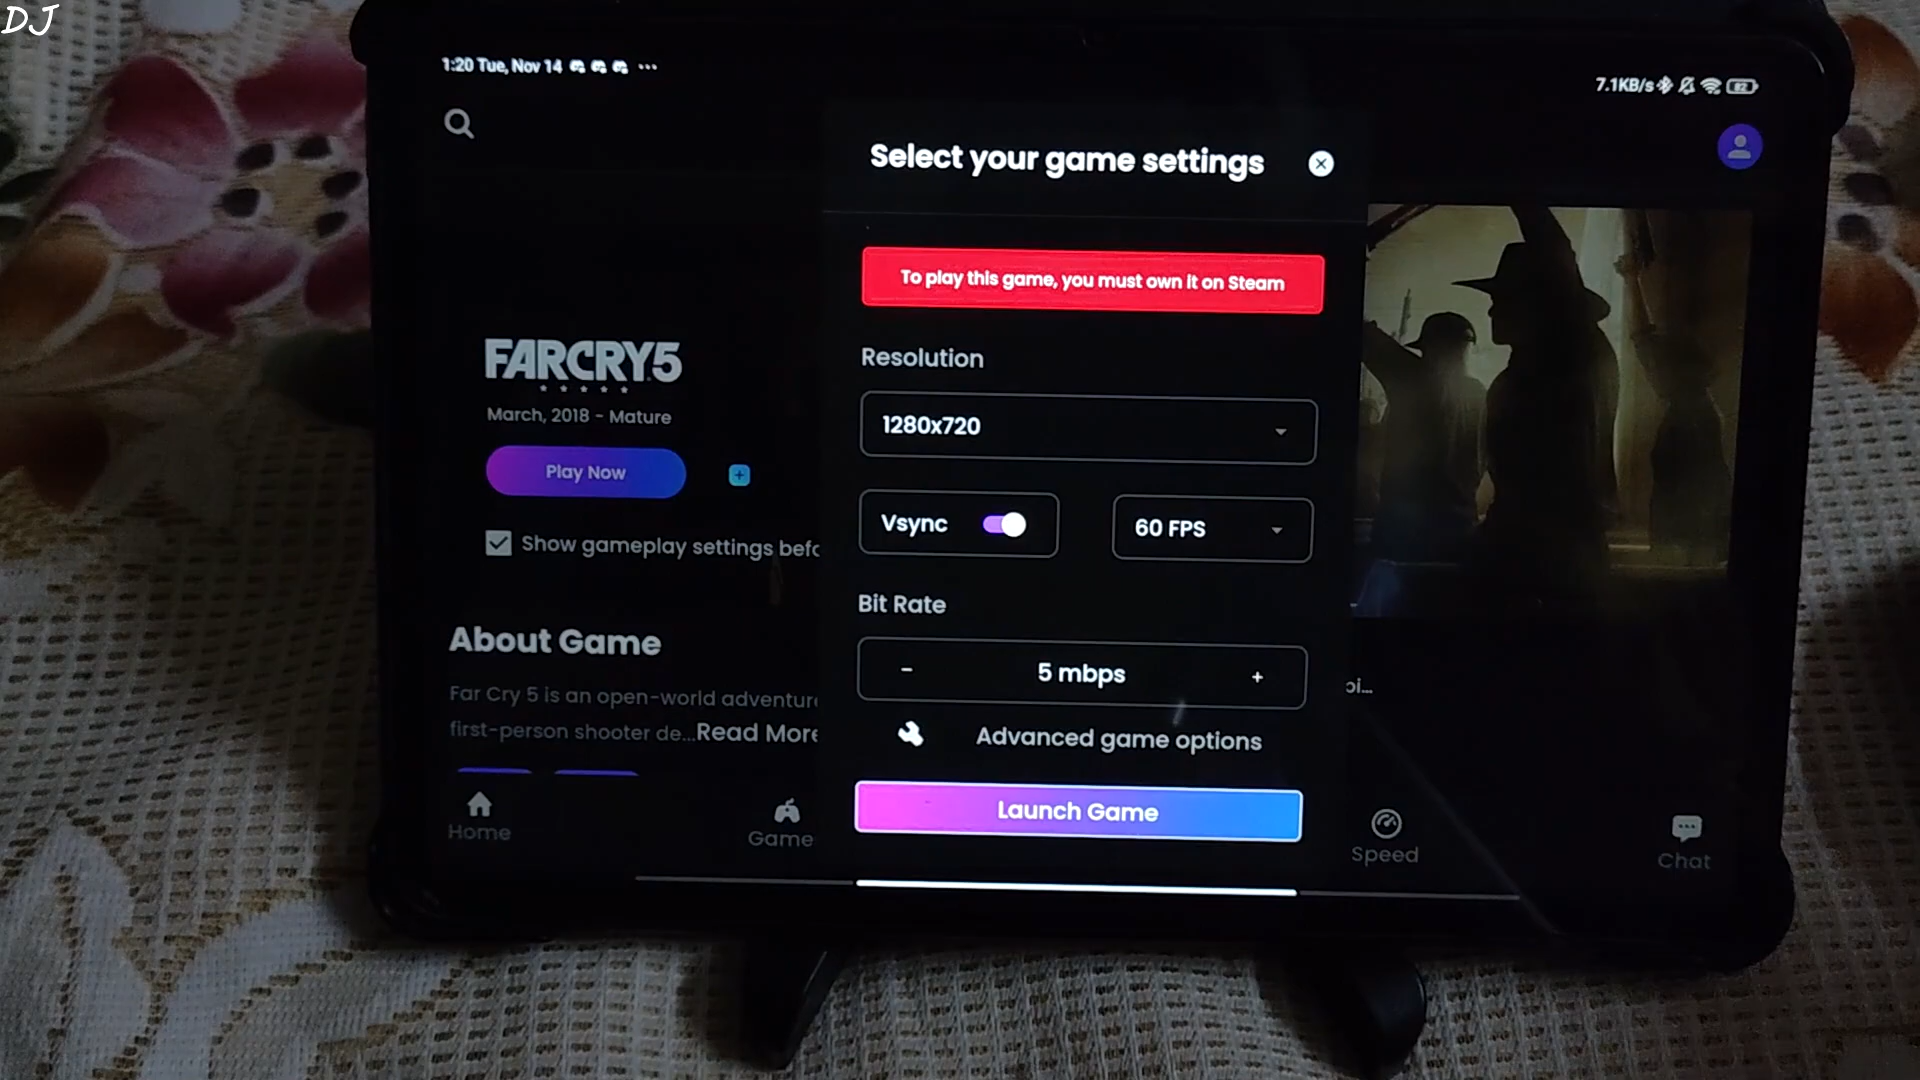 DJ
1:20 Tue, Nov 14
7.1KB/s
82
Select your game settings
To play this game, you must own it on Steam
FARCRY5
March, 2018 - Mature
Play Now
Show gameplay settings befo
Resolution
1280x720
Vsync
60 FPS
Bit Rate
- 5 mbps +
Advanced game options
Launch Game
About Game
Far Cry 5 is an open-world adventure
first-person shooter de...Read More
oi...
Home
Game
Speed
Chat